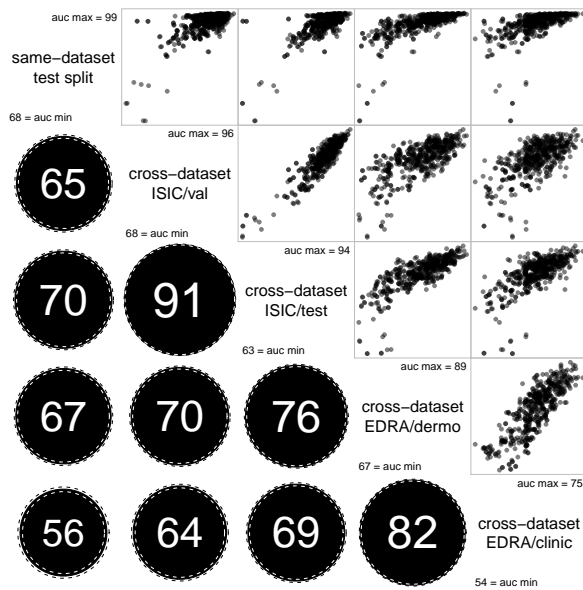 auc max = 99
same−dataset
test split
68 = auc min
auc max = 96
65
cross−dataset
ISIC/val
68 = auc min
auc max = 94
70
91
cross−dataset
ISIC/test
63 = auc min
auc max = 89
67
70
76
cross−dataset
EDRA/dermo
67 = auc min
auc max = 75
56
64
69
82
cross−dataset
EDRA/clinic
54 = auc min